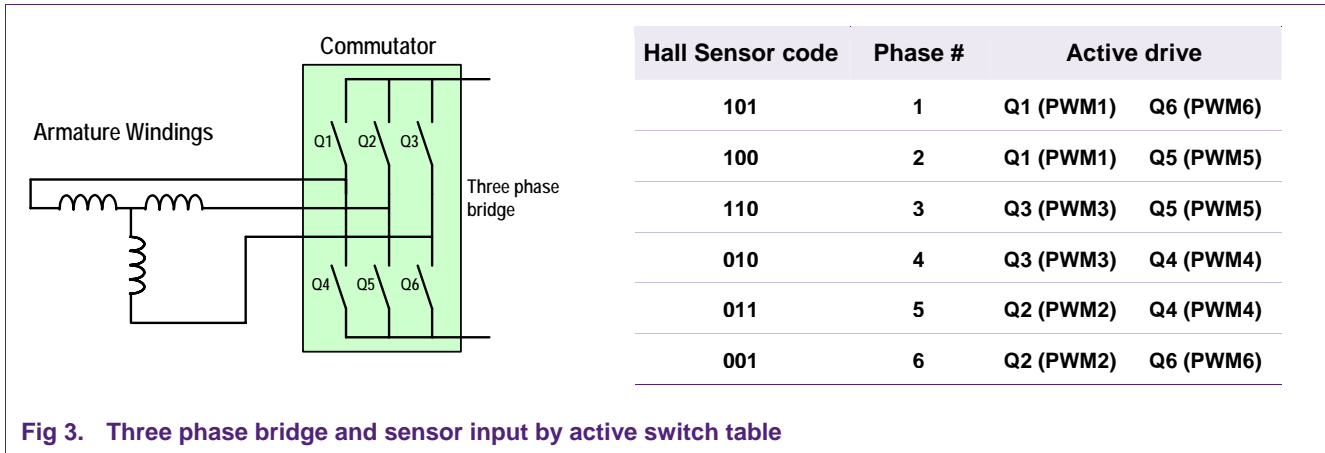 Commutator
Armature Windings
Q1 Q2 Q3
Three phase
bridge
Q4 Q5 Q6
Hall Sensor code Phase # Active drive
101 1 Q1 (PWM1) Q6 (PWM6)
100 2 Q1 (PWM1) Q5 (PWM5)
110 3 Q3 (PWM3) Q5 (PWM5)
010 4 Q3 (PWM3) Q4 (PWM4)
011 5 Q2 (PWM2) Q4 (PWM4)
001 6 Q2 (PWM2) Q6 (PWM6)
Fig 3. Three phase bridge and sensor input by active switch table